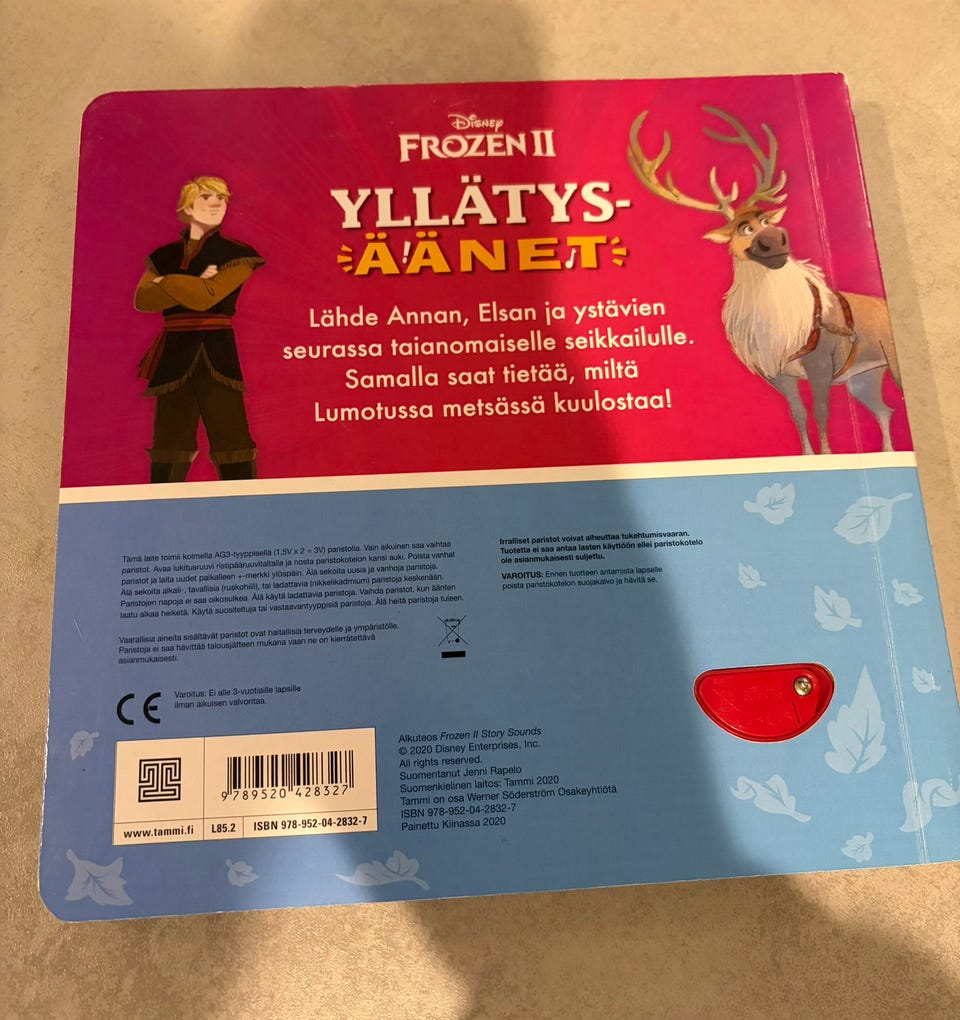 Disney
FROZEN II
YLLÄTYS-
ÄÄNET
Lähde Annan, Elsan ja ystävien
seurassa taianomaiselle seikkailulle.
Samalla saat tietää, miltä
Lumotussa metsässä kuulostaa!
Tämä laite toimii kolmella AG3-tyyppisellä (1,5V x 2 = 3V) paristolla. Vain aikuinen saa vaihtaa
paristot. Avaa lukitusruuvi ristipääruuvitaltalla ja nosta paristokotelon kansi auki. Poista vanhat
paristot ja laita uudet paikalleen +-merkki ylöspäin. Älä sekoita uusia ja vanhoja paristoja.
Älä sekoita alkali-, tavallisia (ruskohiili), tai ladattavia (nikkelikadmium) paristoja keskenään.
Paristojen napoja ei saa oikosulkea. Älä käytä ladattavia paristoja. Vaihda paristot, kun äänten
laatu alkaa heiketä. Käytä suositeltuja tai vastaavantyyppisiä paristoja. Älä heitä paristoja tuleen.
Vaarallisia aineita sisältävät paristot ovat haitallisia terveydelle ja ympäristölle.
Paristoja ei saa hävittää talousjätteen mukana vaan ne on kierrätettävä
asianmukaisesti.
Irralliset paristot voivat aiheuttaa tukehtumisvaaran.
Tuotetta ei saa antaa lasten käyttöön ellei paristokotelo
ole asianmukaisesti suljettu.
VAROITUS: Ennen tuotteen antamista lapselle
poista paristokotelon suojakalvo ja hävitä se.
CE
Varoitus: Ei alle 3-vuotiaille lapsille
ilman aikuisen valvontaa.
9 789520 428327
www.tammi.fi
L85.2
ISBN 978-952-04-2832-7
Alkuteos Frozen II Story Sounds
© 2020 Disney Enterprises, Inc.
All rights reserved.
Suomentanut Jenni Rapelo
Suomenkielinen laitos: Tammi 2020
Tammi on osa Werner Söderström Osakeyhtiötä
ISBN 978-952-04-2832-7
Painettu Kiinassa 2020